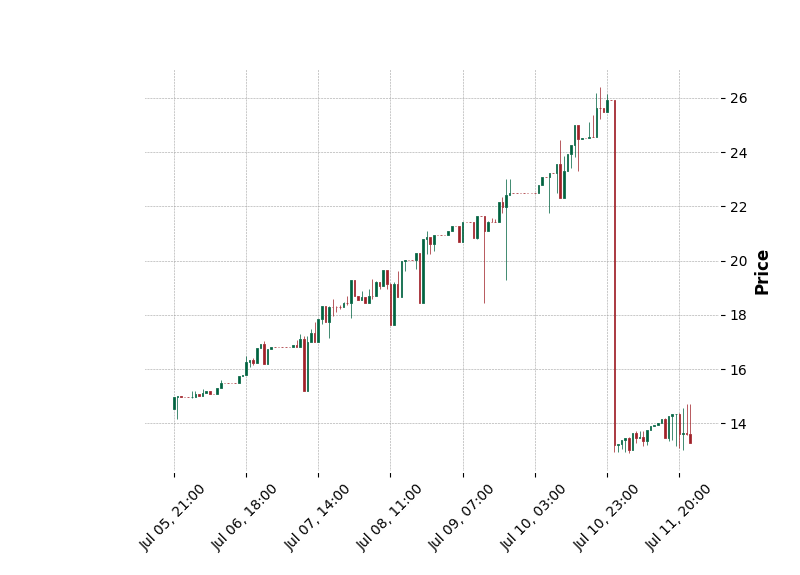 26
24
22
20
18
16
14
Price
Jul 05, 21:00
Jul 06, 18:00
Jul 07, 14:00
Jul 08, 11:00
Jul 09, 07:00
Jul 10, 03:00
Jul 10, 23:00
Jul 11, 20:00